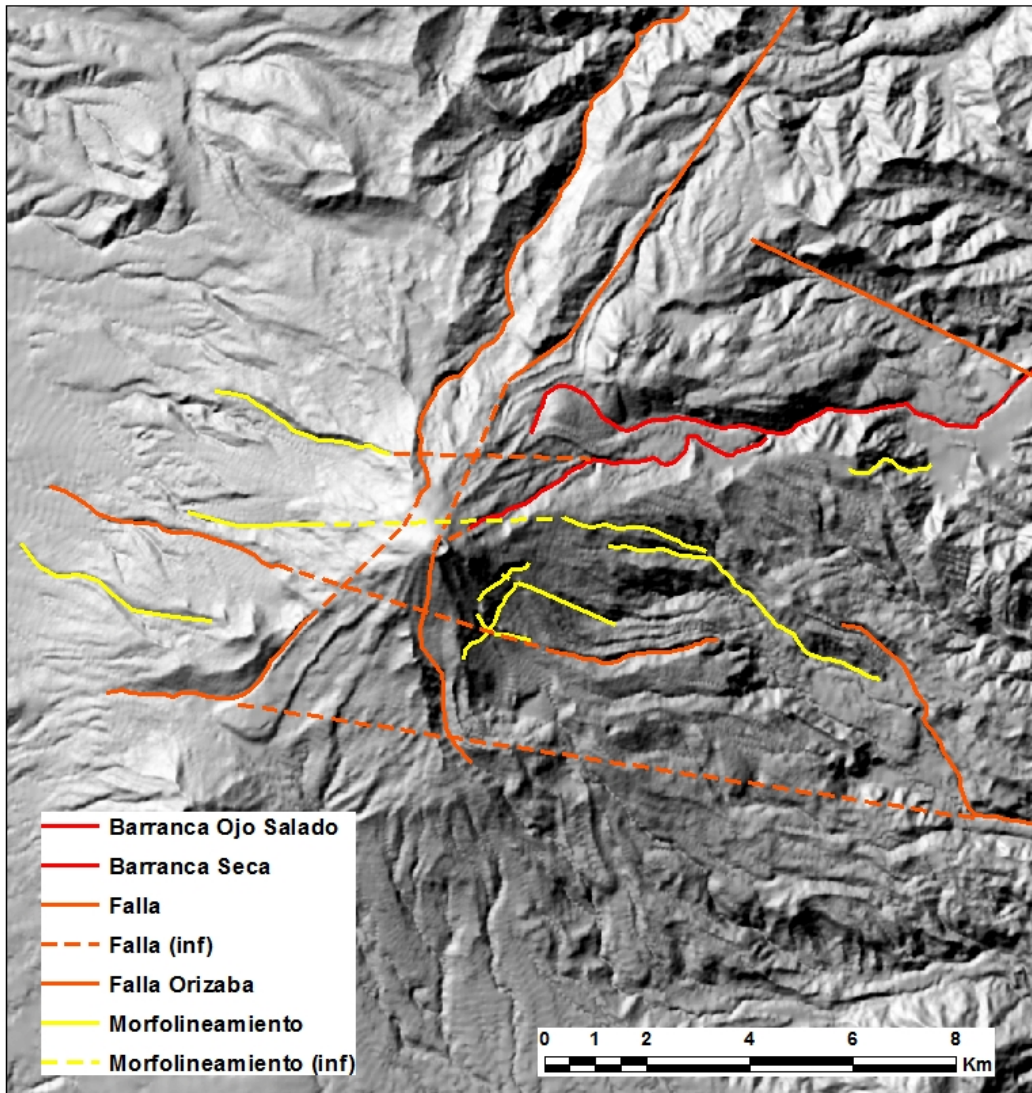 Barranca Ojo Salado
Barranca Seca
Falla
Falla (inf)
Falla Orizaba
Morfolineamiento
Morfolineamiento (inf)
0 1 2 4 6 8
Km